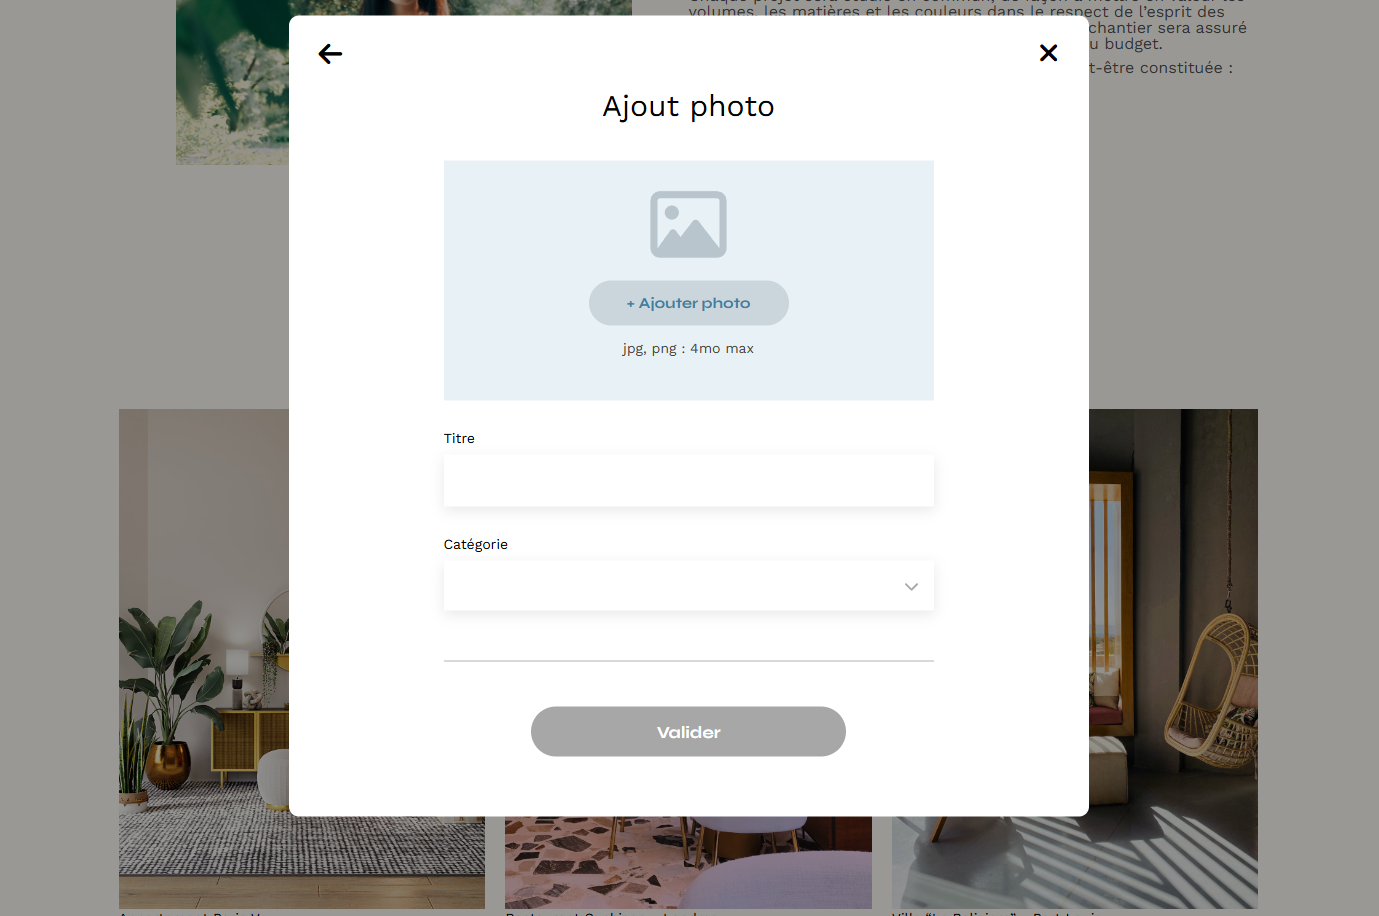 volumes, les matières et les couleurs dans le respect de l'esprit des
chantier sera assuré
u budget.
t-être constituée :
Ajout photo
+ Ajouter photo
jpg, png : 4mo max
Titre
Catégorie
Valider